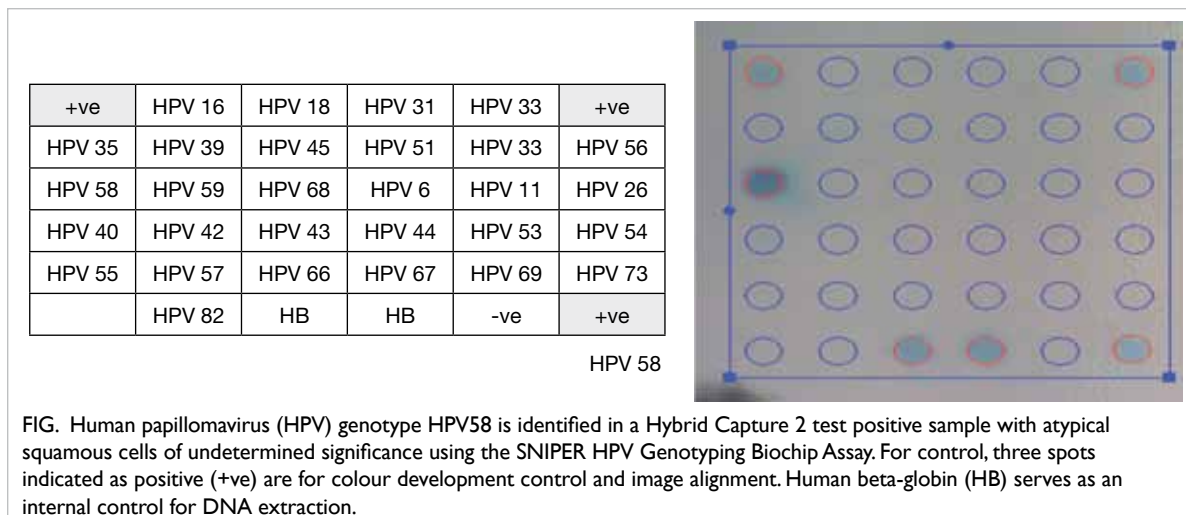 +ve HPV 16 HPV 18 HPV 31 HPV 33 +ve
HPV 35 HPV 39 HPV 45 HPV 51 HPV 33 HPV 56
HPV 58 HPV 59 HPV 68 HPV 6 HPV 11 HPV 26
HPV 40 HPV 42 HPV 43 HPV 44 HPV 53 HPV 54
HPV 55 HPV 57 HPV 66 HPV 67 HPV 69 HPV 73
HPV 82 HB HB -ve +ve
HPV 58
FIG. Human papillomavirus (HPV) genotype HPV58 is identified in a Hybrid Capture 2 test positive sample with atypical
squamous cells of undetermined significance using the SNIPER HPV Genotyping Biochip Assay. For control, three spots
indicated as positive (+ve) are for colour development control and image alignment. Human beta-globin (HB) serves as an
internal control for DNA extraction.